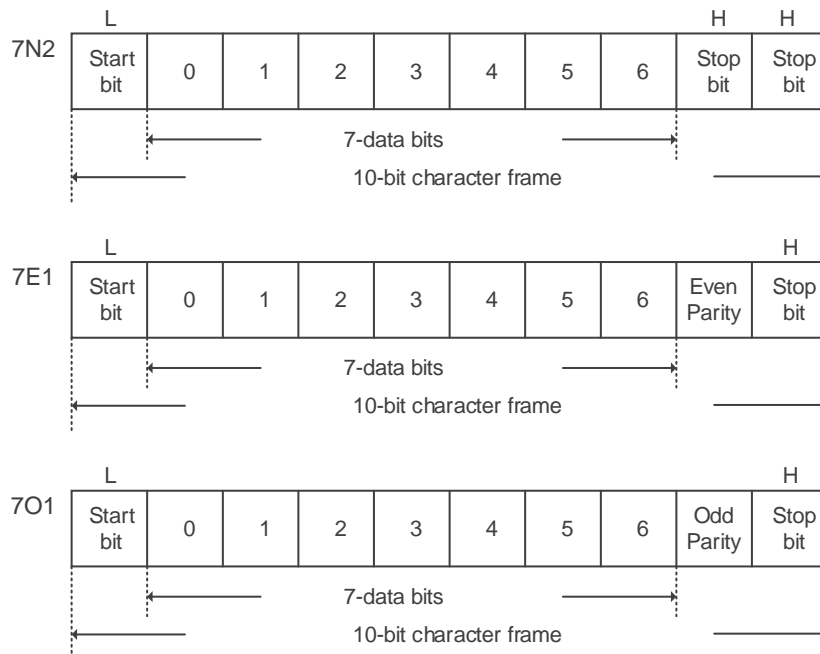 L H H
7N2
Start bit 0 1 2 3 4 5 6 Stop bit Stop bit
7-data bits
10-bit character frame
L H
7E1
Start bit 0 1 2 3 4 5 6 Even Parity Stop bit
7-data bits
10-bit character frame
L H
7O1
Start bit 0 1 2 3 4 5 6 Odd Parity Stop bit
7-data bits
10-bit character frame